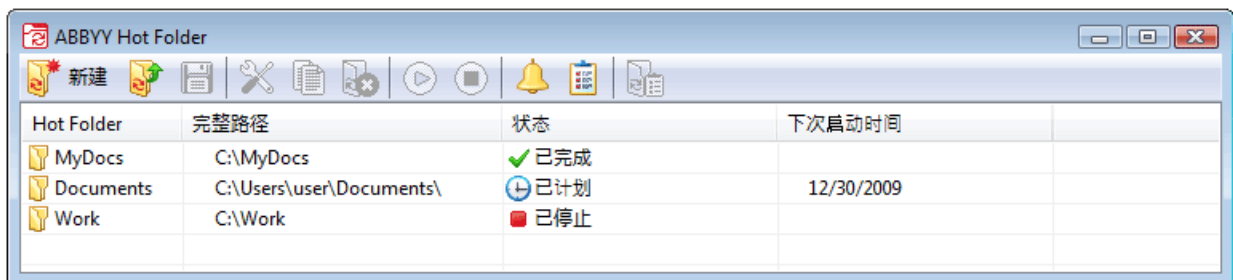 ABBYY Hot Folder
新建
Hot Folder 完整路径 状态 下次启动时间
MyDocs C:\MyDocs 已完成
Documents C:\Users\user\Documents\ 已计划 12/30/2009
Work C:\Work 已停止